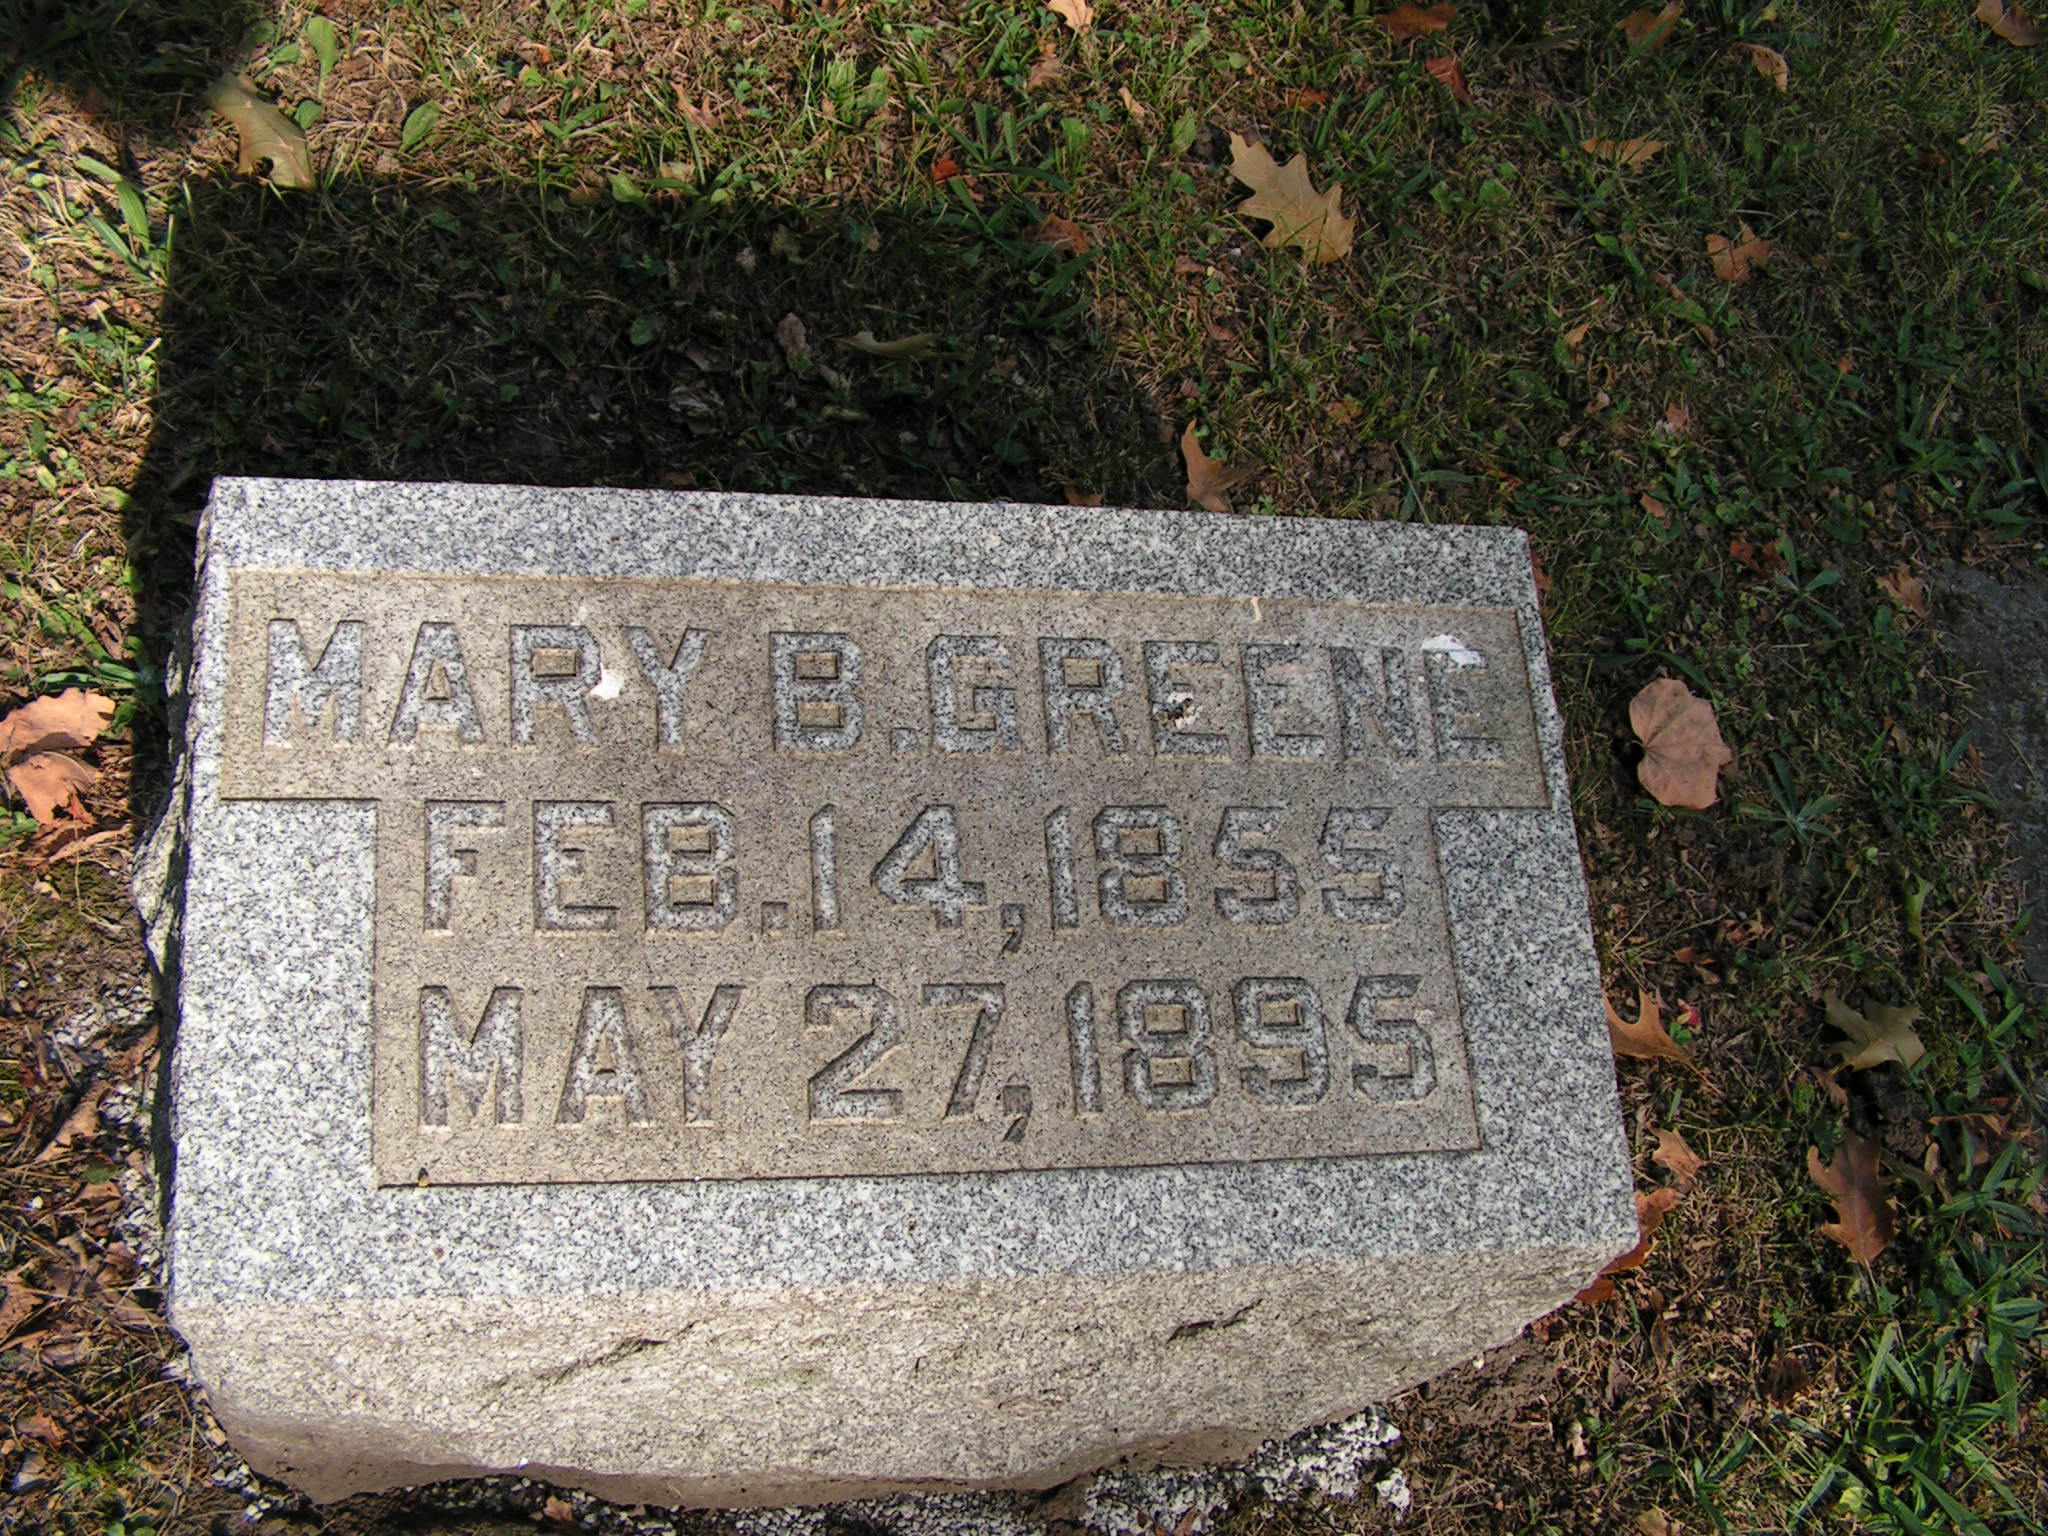 MARY B. GREENE
FEB. 14, 1855
MAY 27, 1895